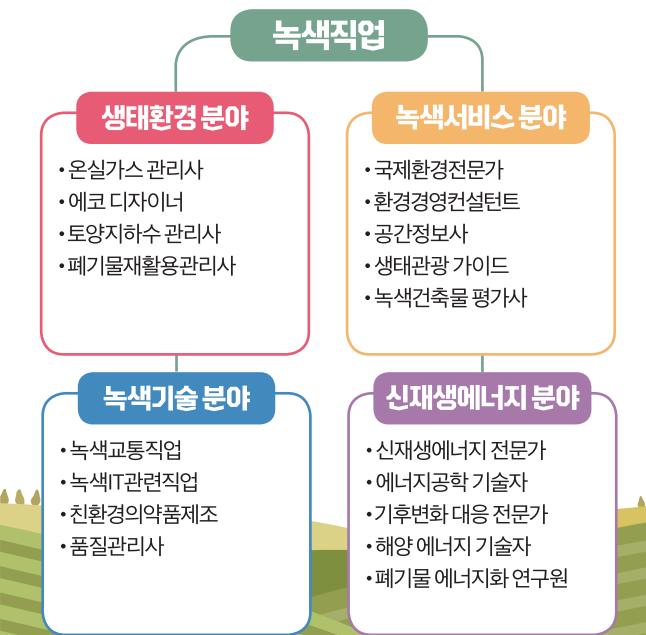 녹색직업
생태환경 분야
• 온실가스 관리사
• 에코 디자이너
• 토양지하수 관리사
• 폐기물재활용관리사
녹색서비스 분야
• 국제환경전문가
• 환경경영컨설턴트
• 공간정보사
• 생태관광 가이드
• 녹색건축물 평가사
녹색기술 분야
• 녹색교통직업
• 녹색IT관련직업
• 친환경의약품제조
• 품질관리사
신재생에너지 분야
• 신재생에너지 전문가
• 에너지공학 기술자
• 기후변화 대응 전문가
• 해양 에너지 기술자
• 폐기물 에너지화 연구원